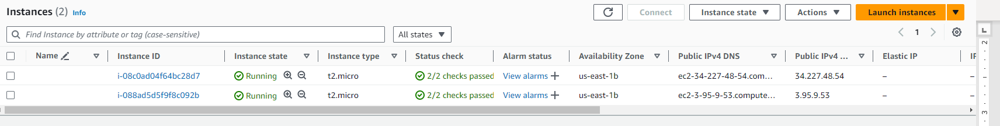 Instances (2) Info
Connect
Instance state
Actions
Launch instances
Find Instance by attribute or tag (case-sensitive)
All states
1
Name Instance ID Instance state Instance type Status check Alarm status Availability Zone Public IPv4 DNS Public IPv4 ... Elastic IP IP
i-08c0ad04f64bc28d7 Running t2.micro 2/2 checks passed View alarms + us-east-1b ec2-34-227-48-54.com... 34.227.48.54 – –
i-088ad5d5f9f8c092b Running t2.micro 2/2 checks passed View alarms + us-east-1b ec2-3-95-9-53.compute... 3.95.9.53 – –
L
2
3